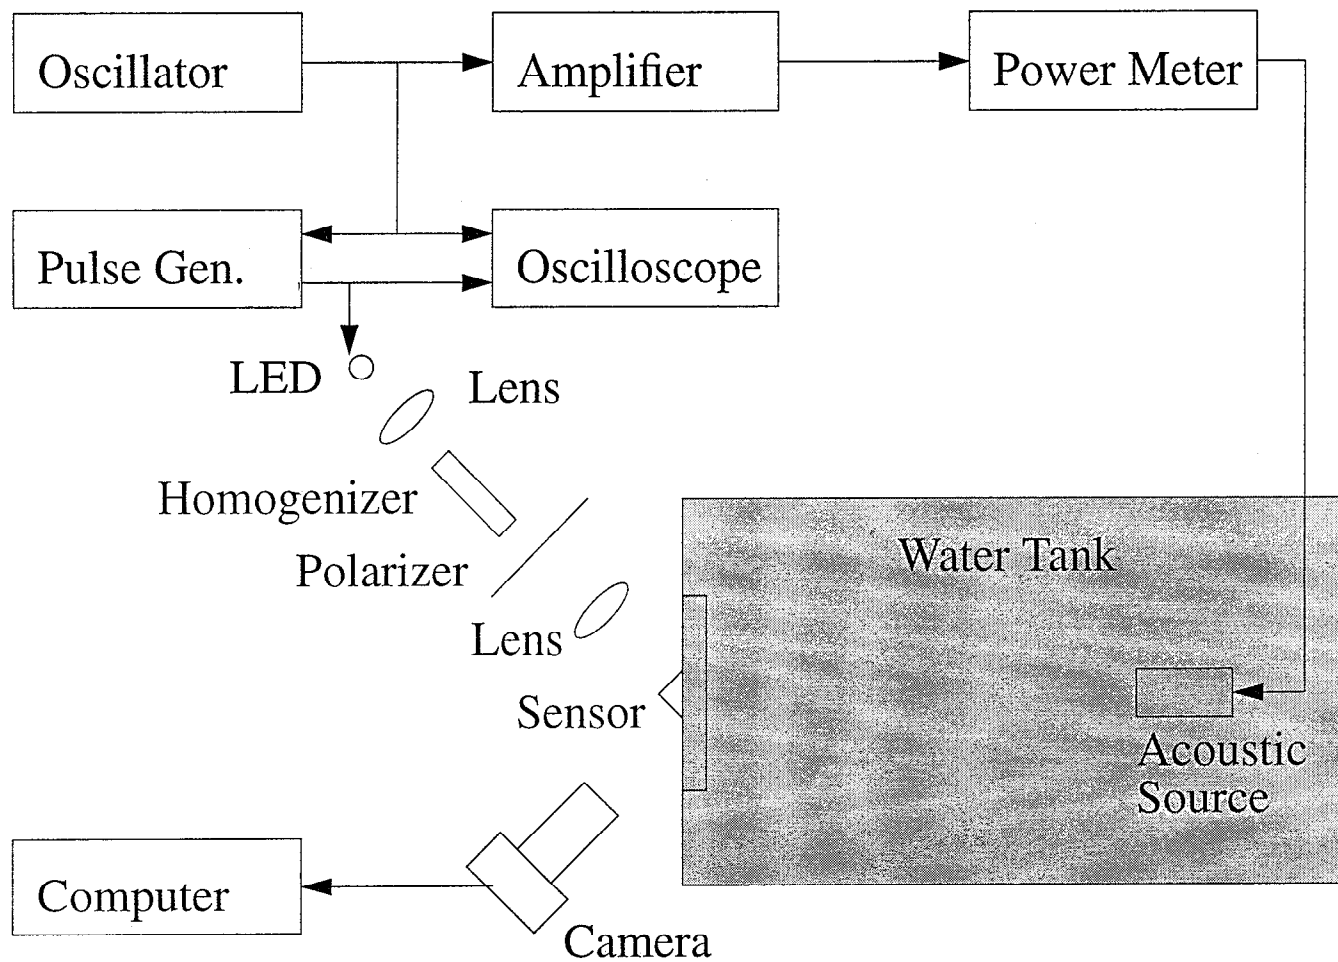 Oscillator
Amplifier
Power Meter
Pulse Gen.
Oscilloscope
LED
Lens
Homogenizer
Polarizer
Lens
Water Tank
Sensor
Acoustic
Source
Computer
Camera